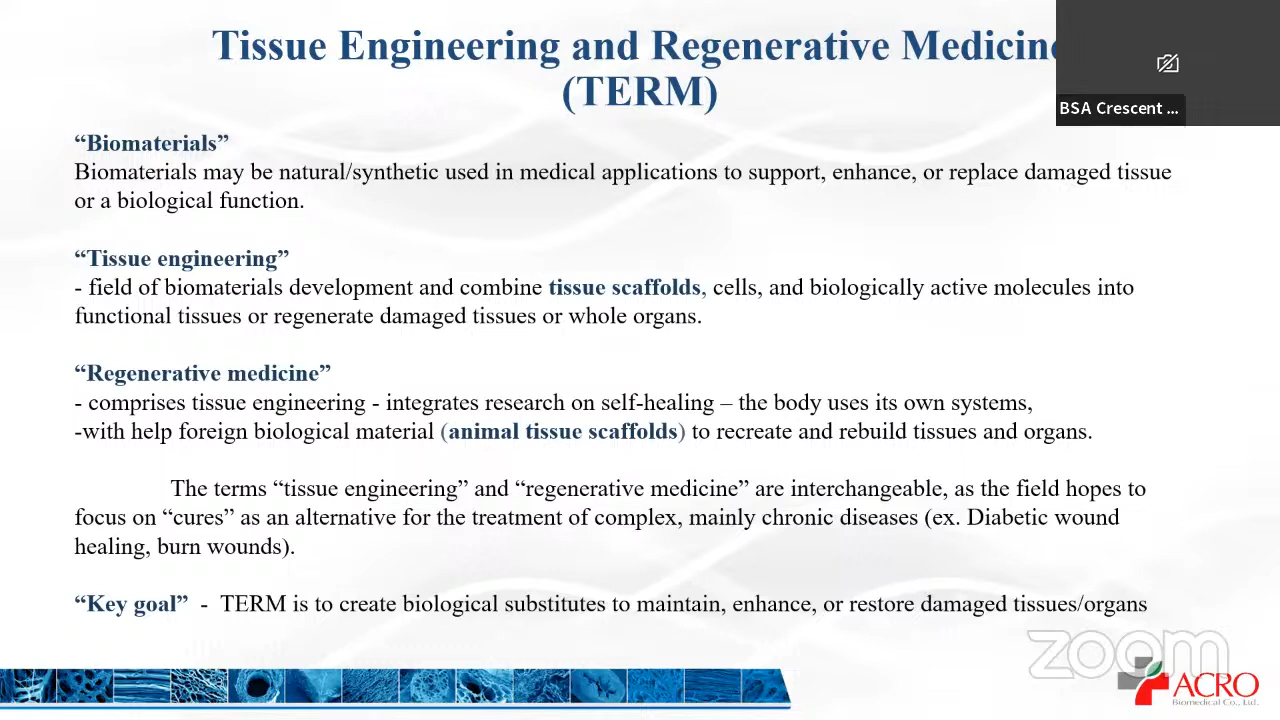 Tissue Engineering and Regenerative Medicine
(TERM)
BSA Crescent ...
“Biomaterials”
Biomaterials may be natural/synthetic used in medical applications to support, enhance, or replace damaged tissue
or a biological function.
“Tissue engineering”
- field of biomaterials development and combine tissue scaffolds, cells, and biologically active molecules into
functional tissues or regenerate damaged tissues or whole organs.
“Regenerative medicine”
- comprises tissue engineering - integrates research on self-healing – the body uses its own systems,
-with help foreign biological material (animal tissue scaffolds) to recreate and rebuild tissues and organs.
The terms “tissue engineering” and “regenerative medicine” are interchangeable, as the field hopes to
focus on “cures” as an alternative for the treatment of complex, mainly chronic diseases (ex. Diabetic wound
healing, burn wounds).
“Key goal” - TERM is to create biological substitutes to maintain, enhance, or restore damaged tissues/organs
zoom
ACRO
Biomedical Co., Ltd.